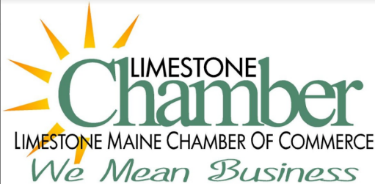 LIMESTONE
Chamber
LIMESTONE MAINE CHAMBER OF COMMERCE
We Mean Business